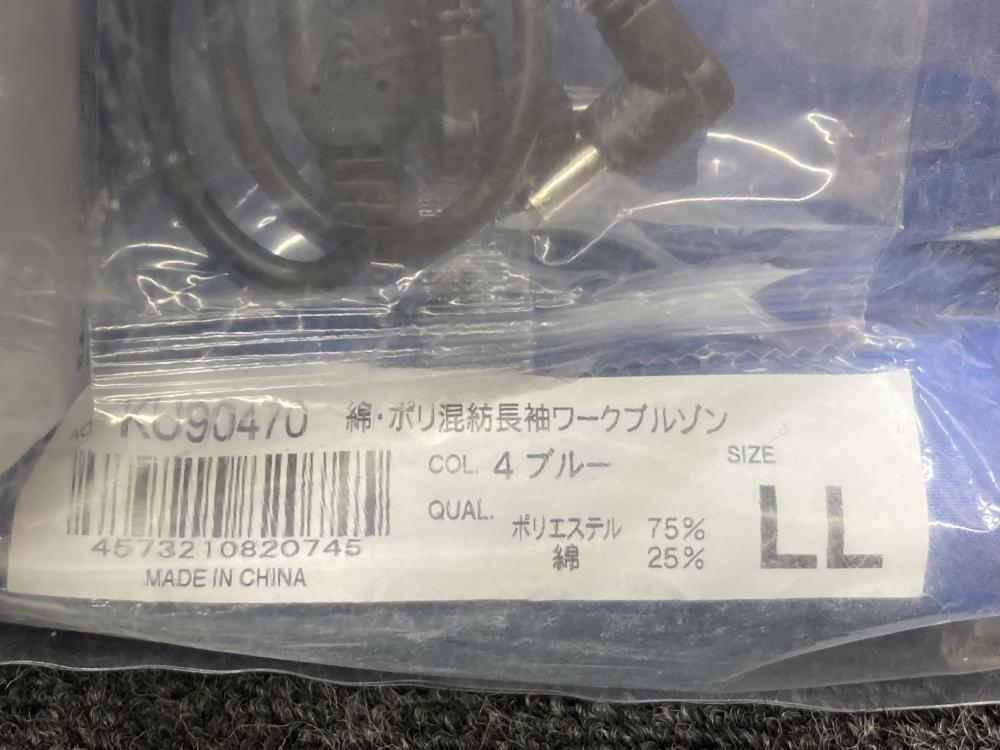 NO. KU90470 綿・ポリ混紡長袖ワークブルゾン
COL. 4 ブルー
SIZE
LL
QUAL. ポリエステル 75%
綿 25%
4573210820745
MADE IN CHINA